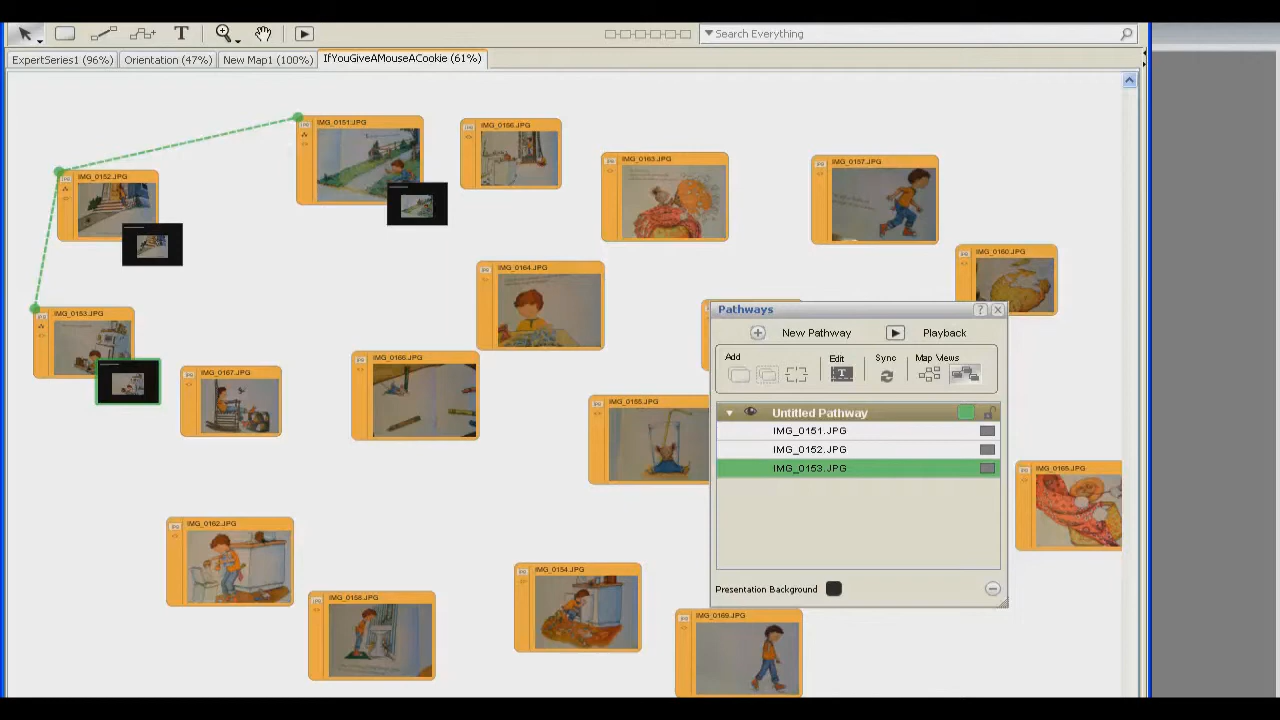 T
Search Everything
ExpertSeries1 (96%)
Orientation (47%)
New Map1 (100%)
IfYouGiveAMouseACookie (61%)
IMG_0151.JPG
IMG_0156.JPG
IMG_0163.JPG
IMG_0157.JPG
IMG_0152.JPG
IMG_0160.JPG
IMG_0164.JPG
IMG_0153.JPG
IMG_0167.JPG
IMG_0166.JPG
IMG_0155.JPG
IMG_0165.JPG
IMG_0162.JPG
IMG_0154.JPG
IMG_0158.JPG
IMG_0169.JPG
Pathways
?
New Pathway
Playback
Add
Edit
Sync
Map Views
T
Untitled Pathway
IMG_0151.JPG
IMG_0152.JPG
IMG_0153.JPG
Presentation Background